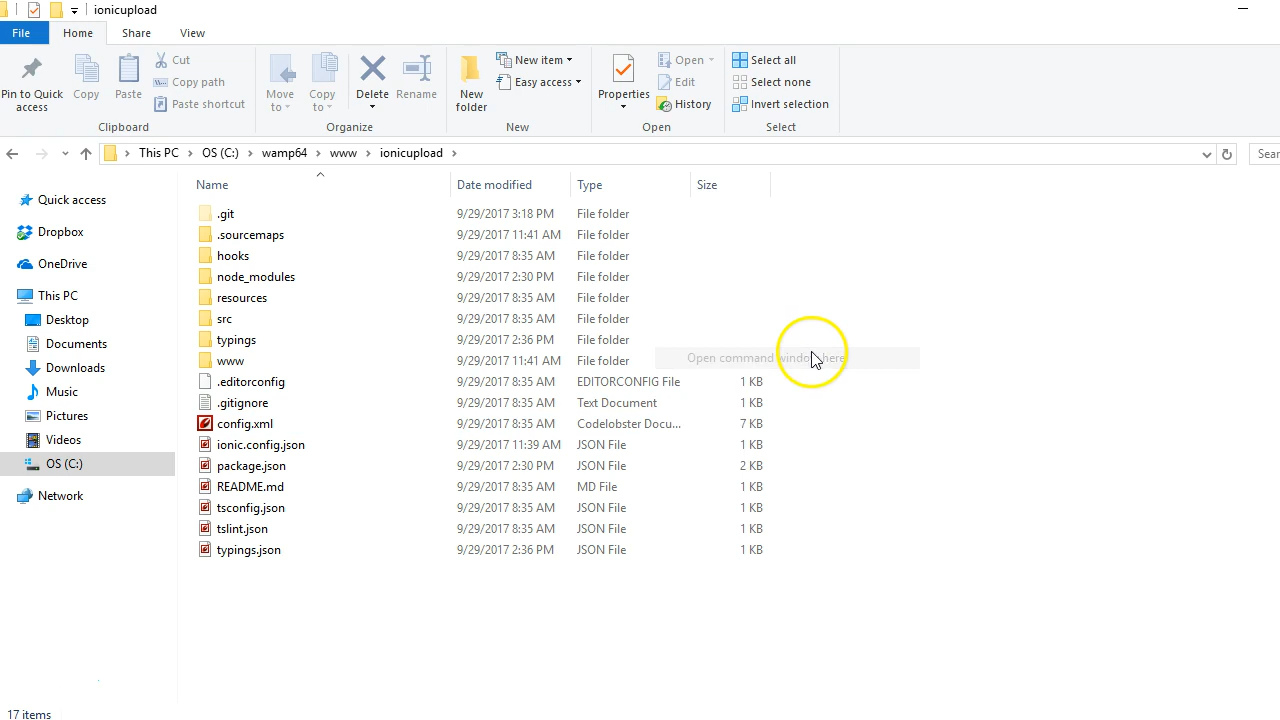 ionicupload
File Home Share View
Pin to Quick access
Copy
Paste
Cut
Copy path
Paste shortcut
Clipboard
Move to
Copy to
Delete
Rename
Organize
New folder
New item
Easy access
New
Properties
Open
Edit
History
Open
Select all
Select none
Invert selection
Select
This PC OS (C:) wamp64 www ionicupload
Sear
Quick access
Dropbox
OneDrive
This PC
Desktop
Documents
Downloads
Music
Pictures
Videos
OS (C:)
Network
Name Date modified Type Size
.git 9/29/2017 3:18 PM File folder
.sourcemaps 9/29/2017 11:41 AM File folder
hooks 9/29/2017 8:35 AM File folder
node_modules 9/29/2017 2:30 PM File folder
resources 9/29/2017 8:35 AM File folder
src 9/29/2017 8:35 AM File folder
typings 9/29/2017 2:36 PM File folder
www 9/29/2017 11:41 AM File folder
Open command window here
.editorconfig 9/29/2017 8:35 AM EDITORCONFIG File 1 KB
.gitignore 9/29/2017 8:35 AM Text Document 1 KB
config.xml 9/29/2017 8:35 AM Codelobster Docu... 7 KB
ionic.config.json 9/29/2017 11:39 AM JSON File 1 KB
package.json 9/29/2017 2:30 PM JSON File 2 KB
README.md 9/29/2017 8:35 AM MD File 1 KB
tsconfig.json 9/29/2017 8:35 AM JSON File 1 KB
tslint.json 9/29/2017 8:35 AM JSON File 1 KB
typings.json 9/29/2017 2:36 PM JSON File 1 KB
17 items